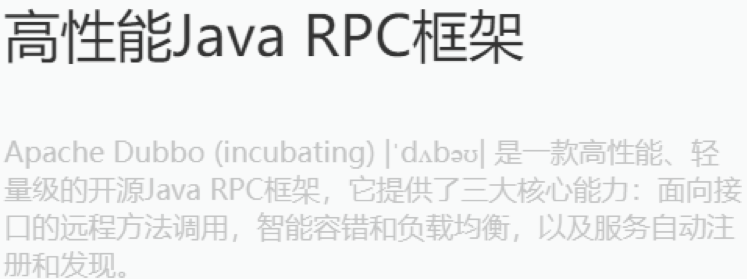 高性能Java RPC框架
Apache Dubbo (incubating) |ˈdʌbəʊ| 是一款高性能、轻
量级的开源Java RPC框架，它提供了三大核心能力：面向接
口的远程方法调用，智能容错和负载均衡，以及服务自动注
册和发现。